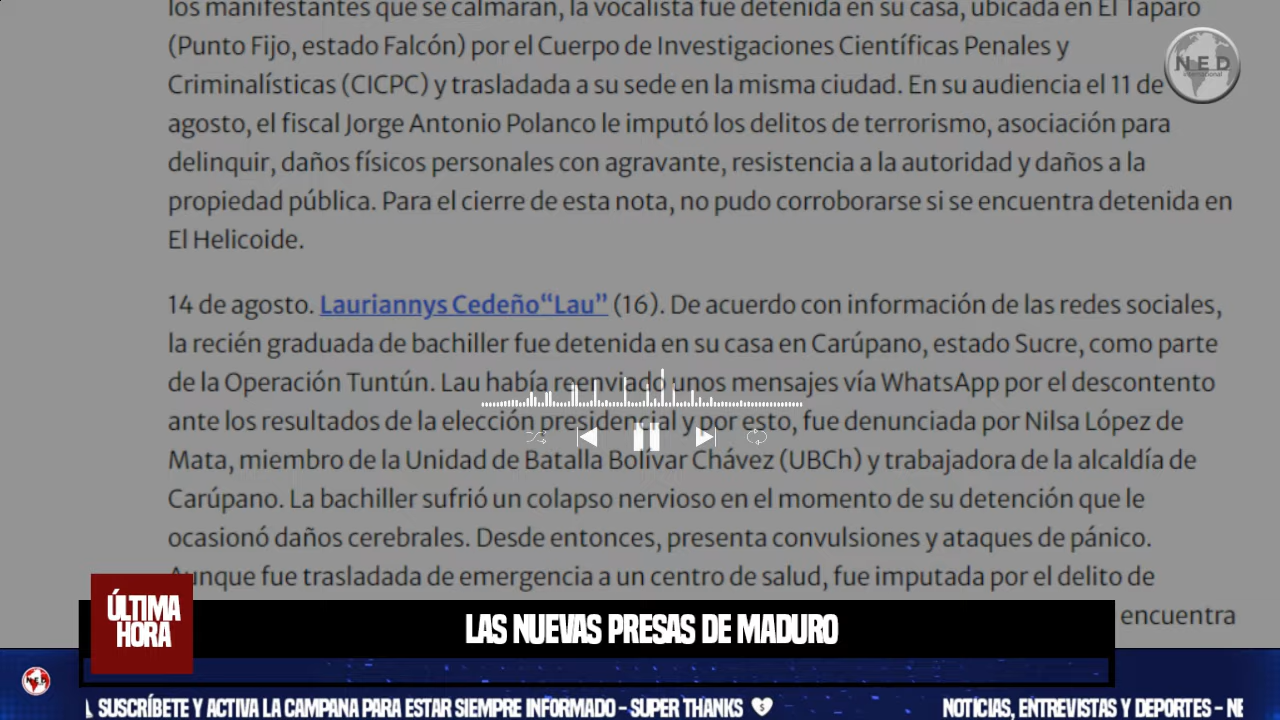 los manifestantes que se calmaran, la vocalista fue detenida en su casa, ubicada en El Taparo
(Punto Fijo, estado Falcón) por el Cuerpo de Investigaciones Científicas Penales y
Criminalísticas (CICPC) y trasladada a su sede en la misma ciudad. En su audiencia el 11 de
agosto, el fiscal Jorge Antonio Polanco le imputó los delitos de terrorismo, asociación para
delinquir, daños físicos personales con agravante, resistencia a la autoridad y daños a la
propiedad pública. Para el cierre de esta nota, no pudo corroborarse si se encuentra detenida en
El Helicoide.
NED
International
14 de agosto. Lauriannys Cedeño“Lau” (16). De acuerdo con información de las redes sociales,
la recién graduada de bachiller fue detenida en su casa en Carúpano, estado Sucre, como parte
de la Operación Tuntún. Lau había reenviado unos mensajes vía WhatsApp por el descontento
ante los resultados de la elección presidencial y por esto, fue denunciada por Nilsa López de
Mata, miembro de la Unidad de Batalla Bolívar Chávez (UBCh) y trabajadora de la alcaldía de
Carúpano. La bachiller sufrió un colapso nervioso en el momento de su detención que le
ocasionó daños cerebrales. Desde entonces, presenta convulsiones y ataques de pánico.
Aunque fue trasladada de emergencia a un centro de salud, fue imputada por el delito de
encuentra
ÚLTIMA
HORA
LAS NUEVAS PRESAS DE MADURO
NED
SUSCRÍBETE Y ACTIVA LA CAMPANA PARA ESTAR SIEMPRE INFORMADO - SUPER THANKS
NOTICIAS, ENTREVISTAS Y DEPORTES - NE